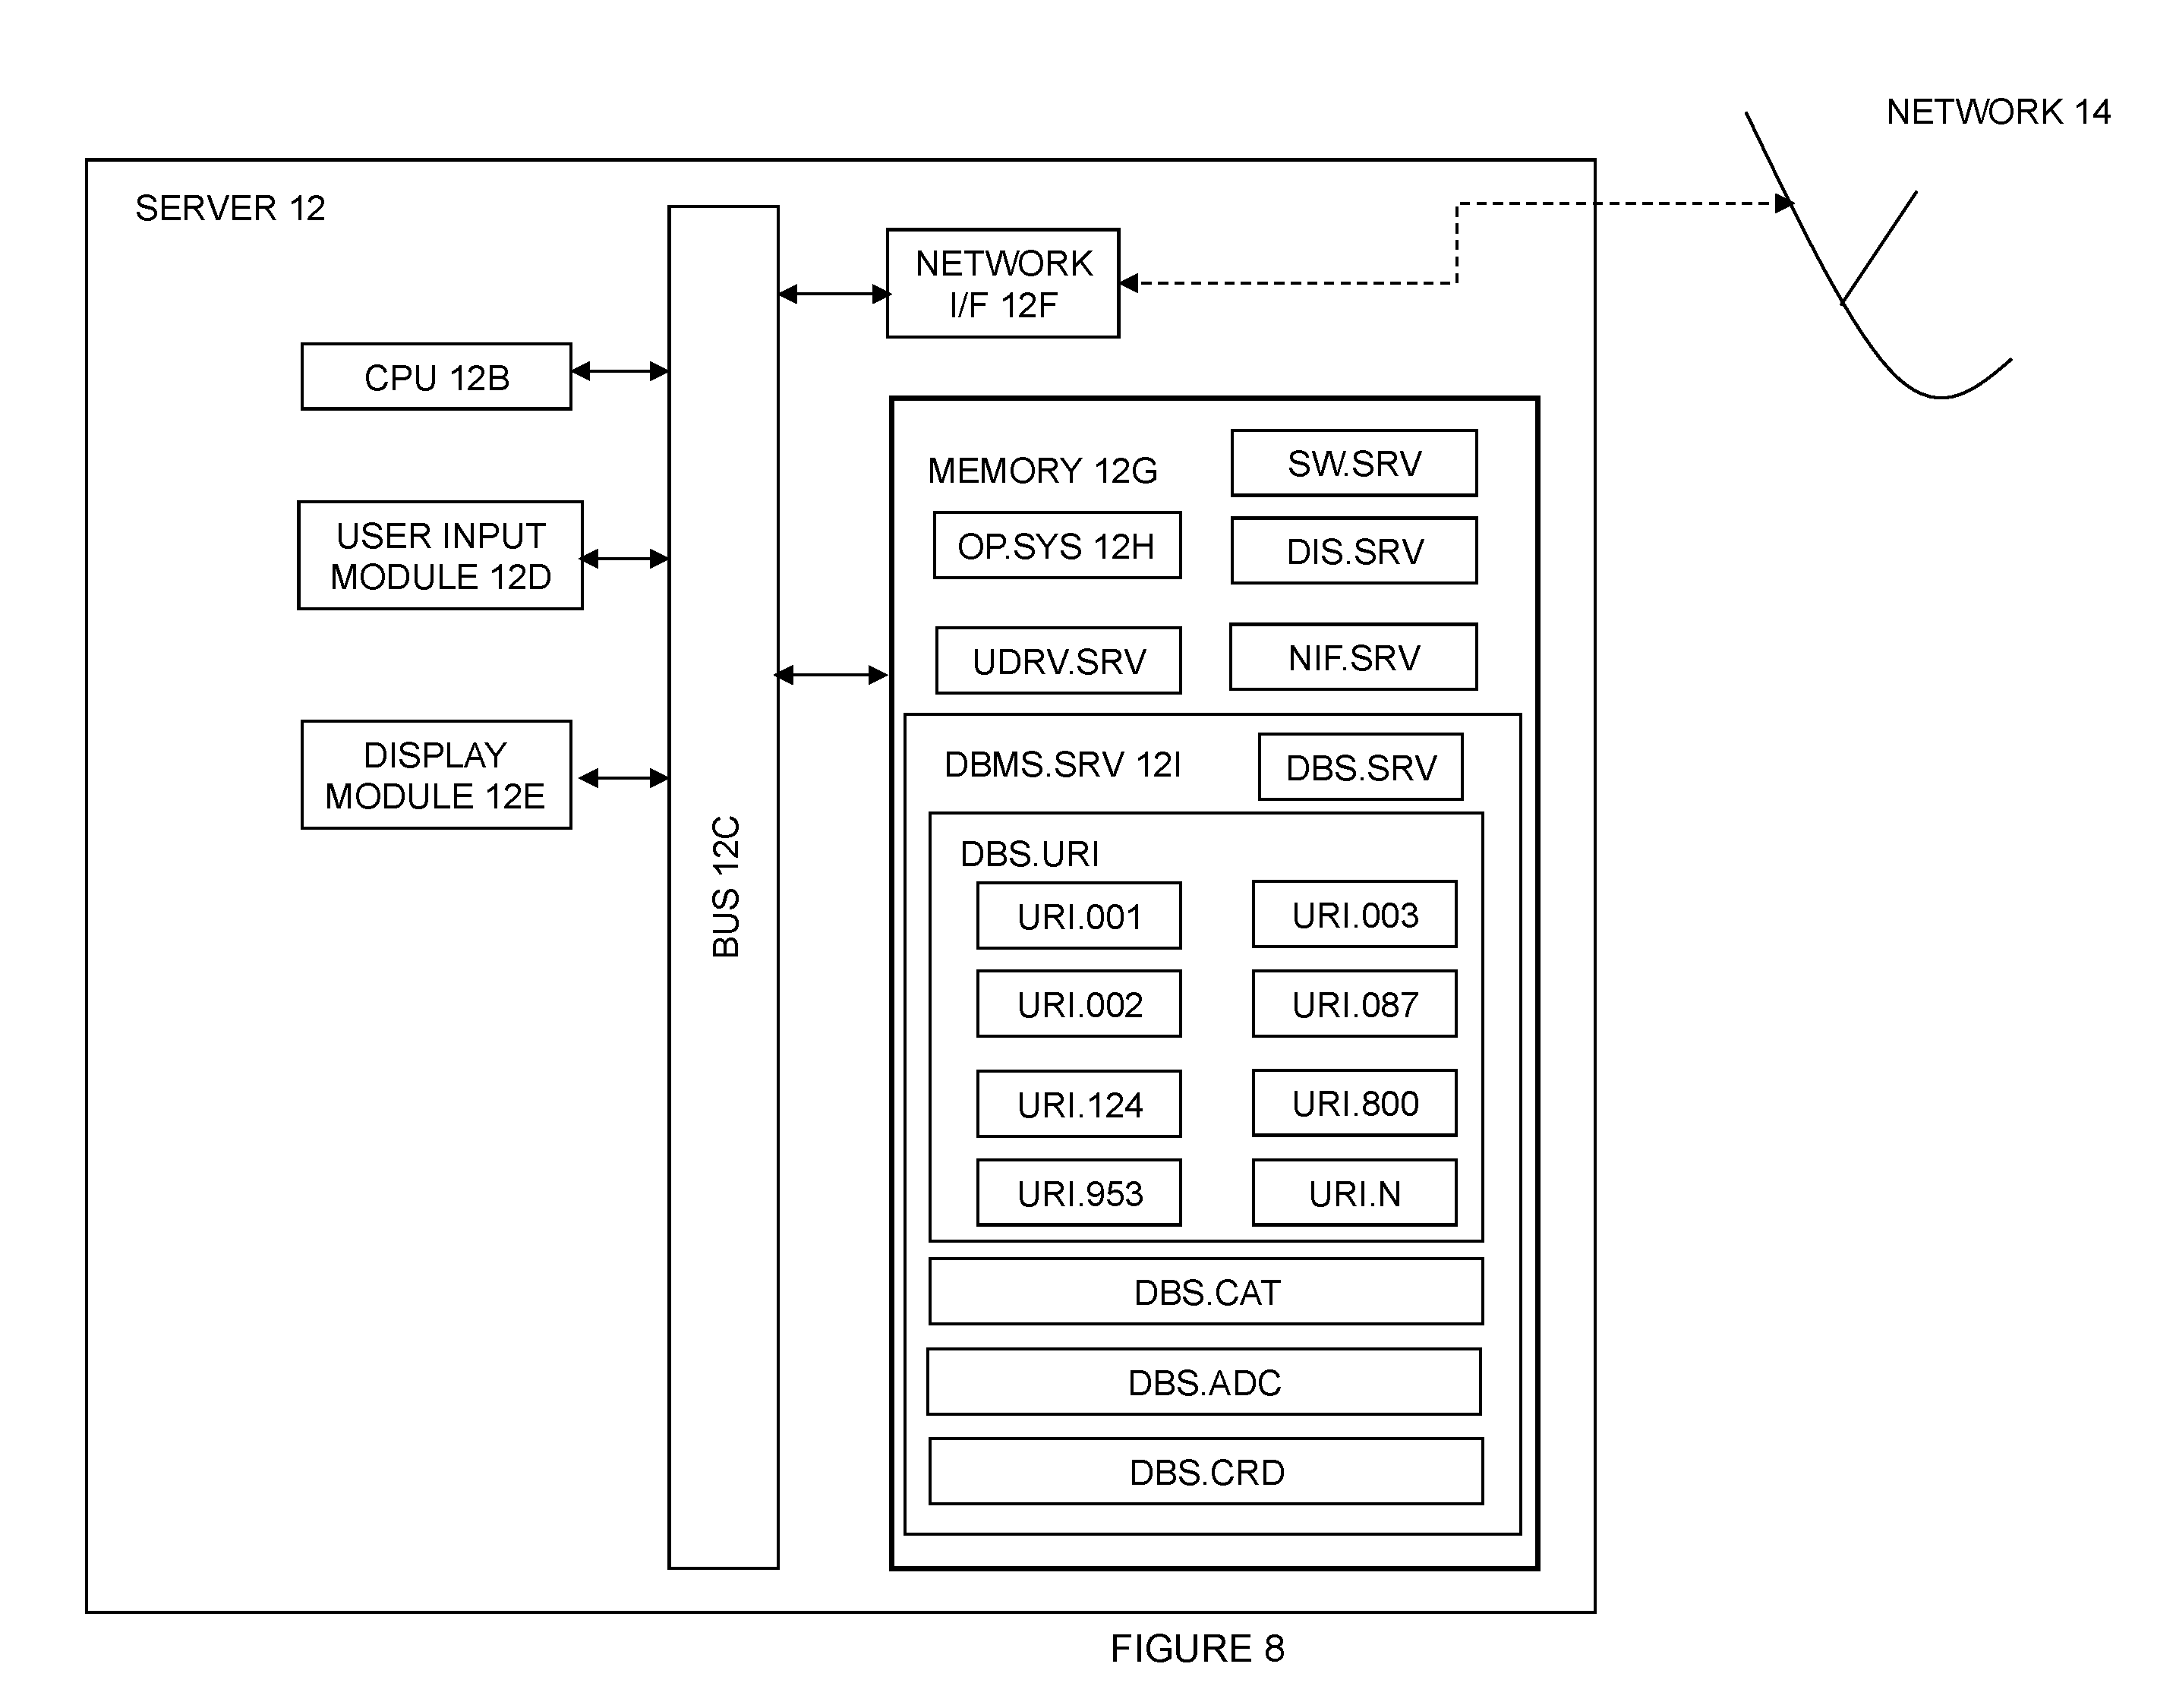 NETWORK 14
SERVER 12
NETWORK
I/F 12F
CPU 12B
USER INPUT
MODULE 12D
DISPLAY
MODULE 12E
BUS 12C
MEMORY 12G
SW.SRV
OP.SYS 12H
DIS.SRV
UDRV.SRV
NIF.SRV
DBMS.SRV 12I
DBS.SRV
DBS.URI
URI.001
URI.003
URI.002
URI.087
URI.124
URI.800
URI.953
URI.N
DBS.CAT
DBS.ADC
DBS.CRD
FIGURE 8